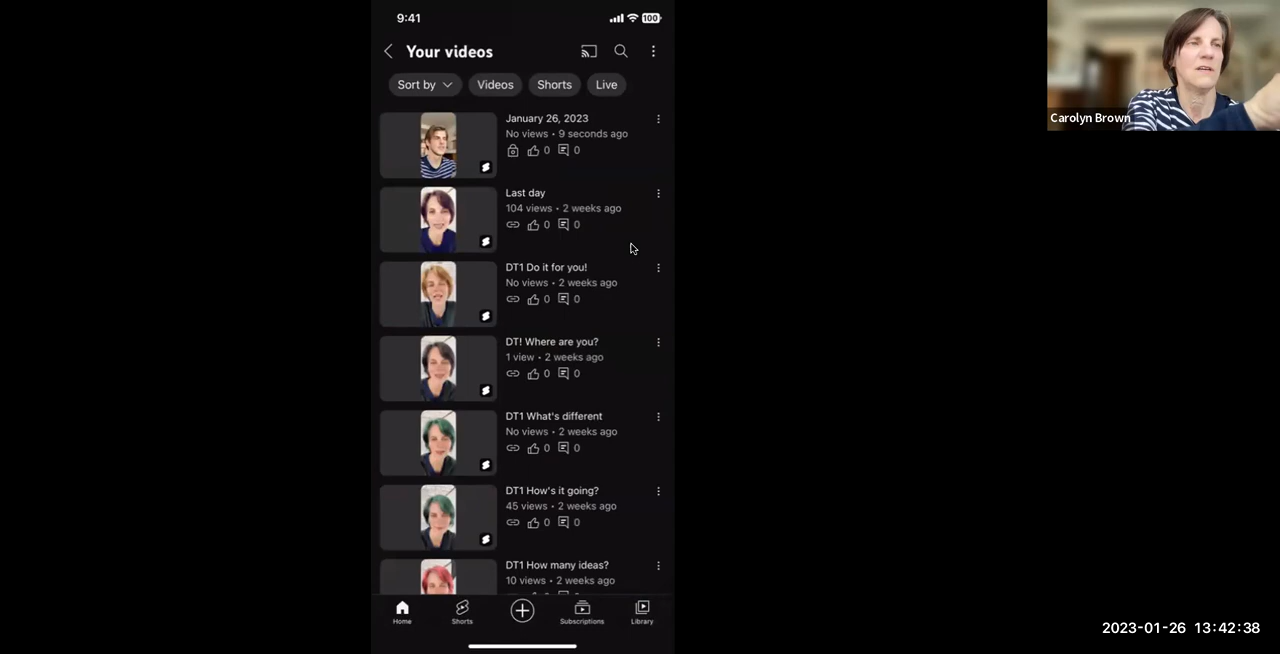 9:41
100
Your videos
Sort by
Videos
Shorts
Live
January 26, 2023
No views • 9 seconds ago
0
0
Last day
104 views • 2 weeks ago
0
0
DT1 Do it for you!
No views • 2 weeks ago
0
0
DT! Where are you?
1 view • 2 weeks ago
0
0
DT1 What's different
No views • 2 weeks ago
0
0
DT1 How's it going?
45 views • 2 weeks ago
0
0
DT1 How many ideas?
10 views • 2 weeks ago
Home
Shorts
Subscriptions
Library
Carolyn Brown
2023-01-26 13:42:38